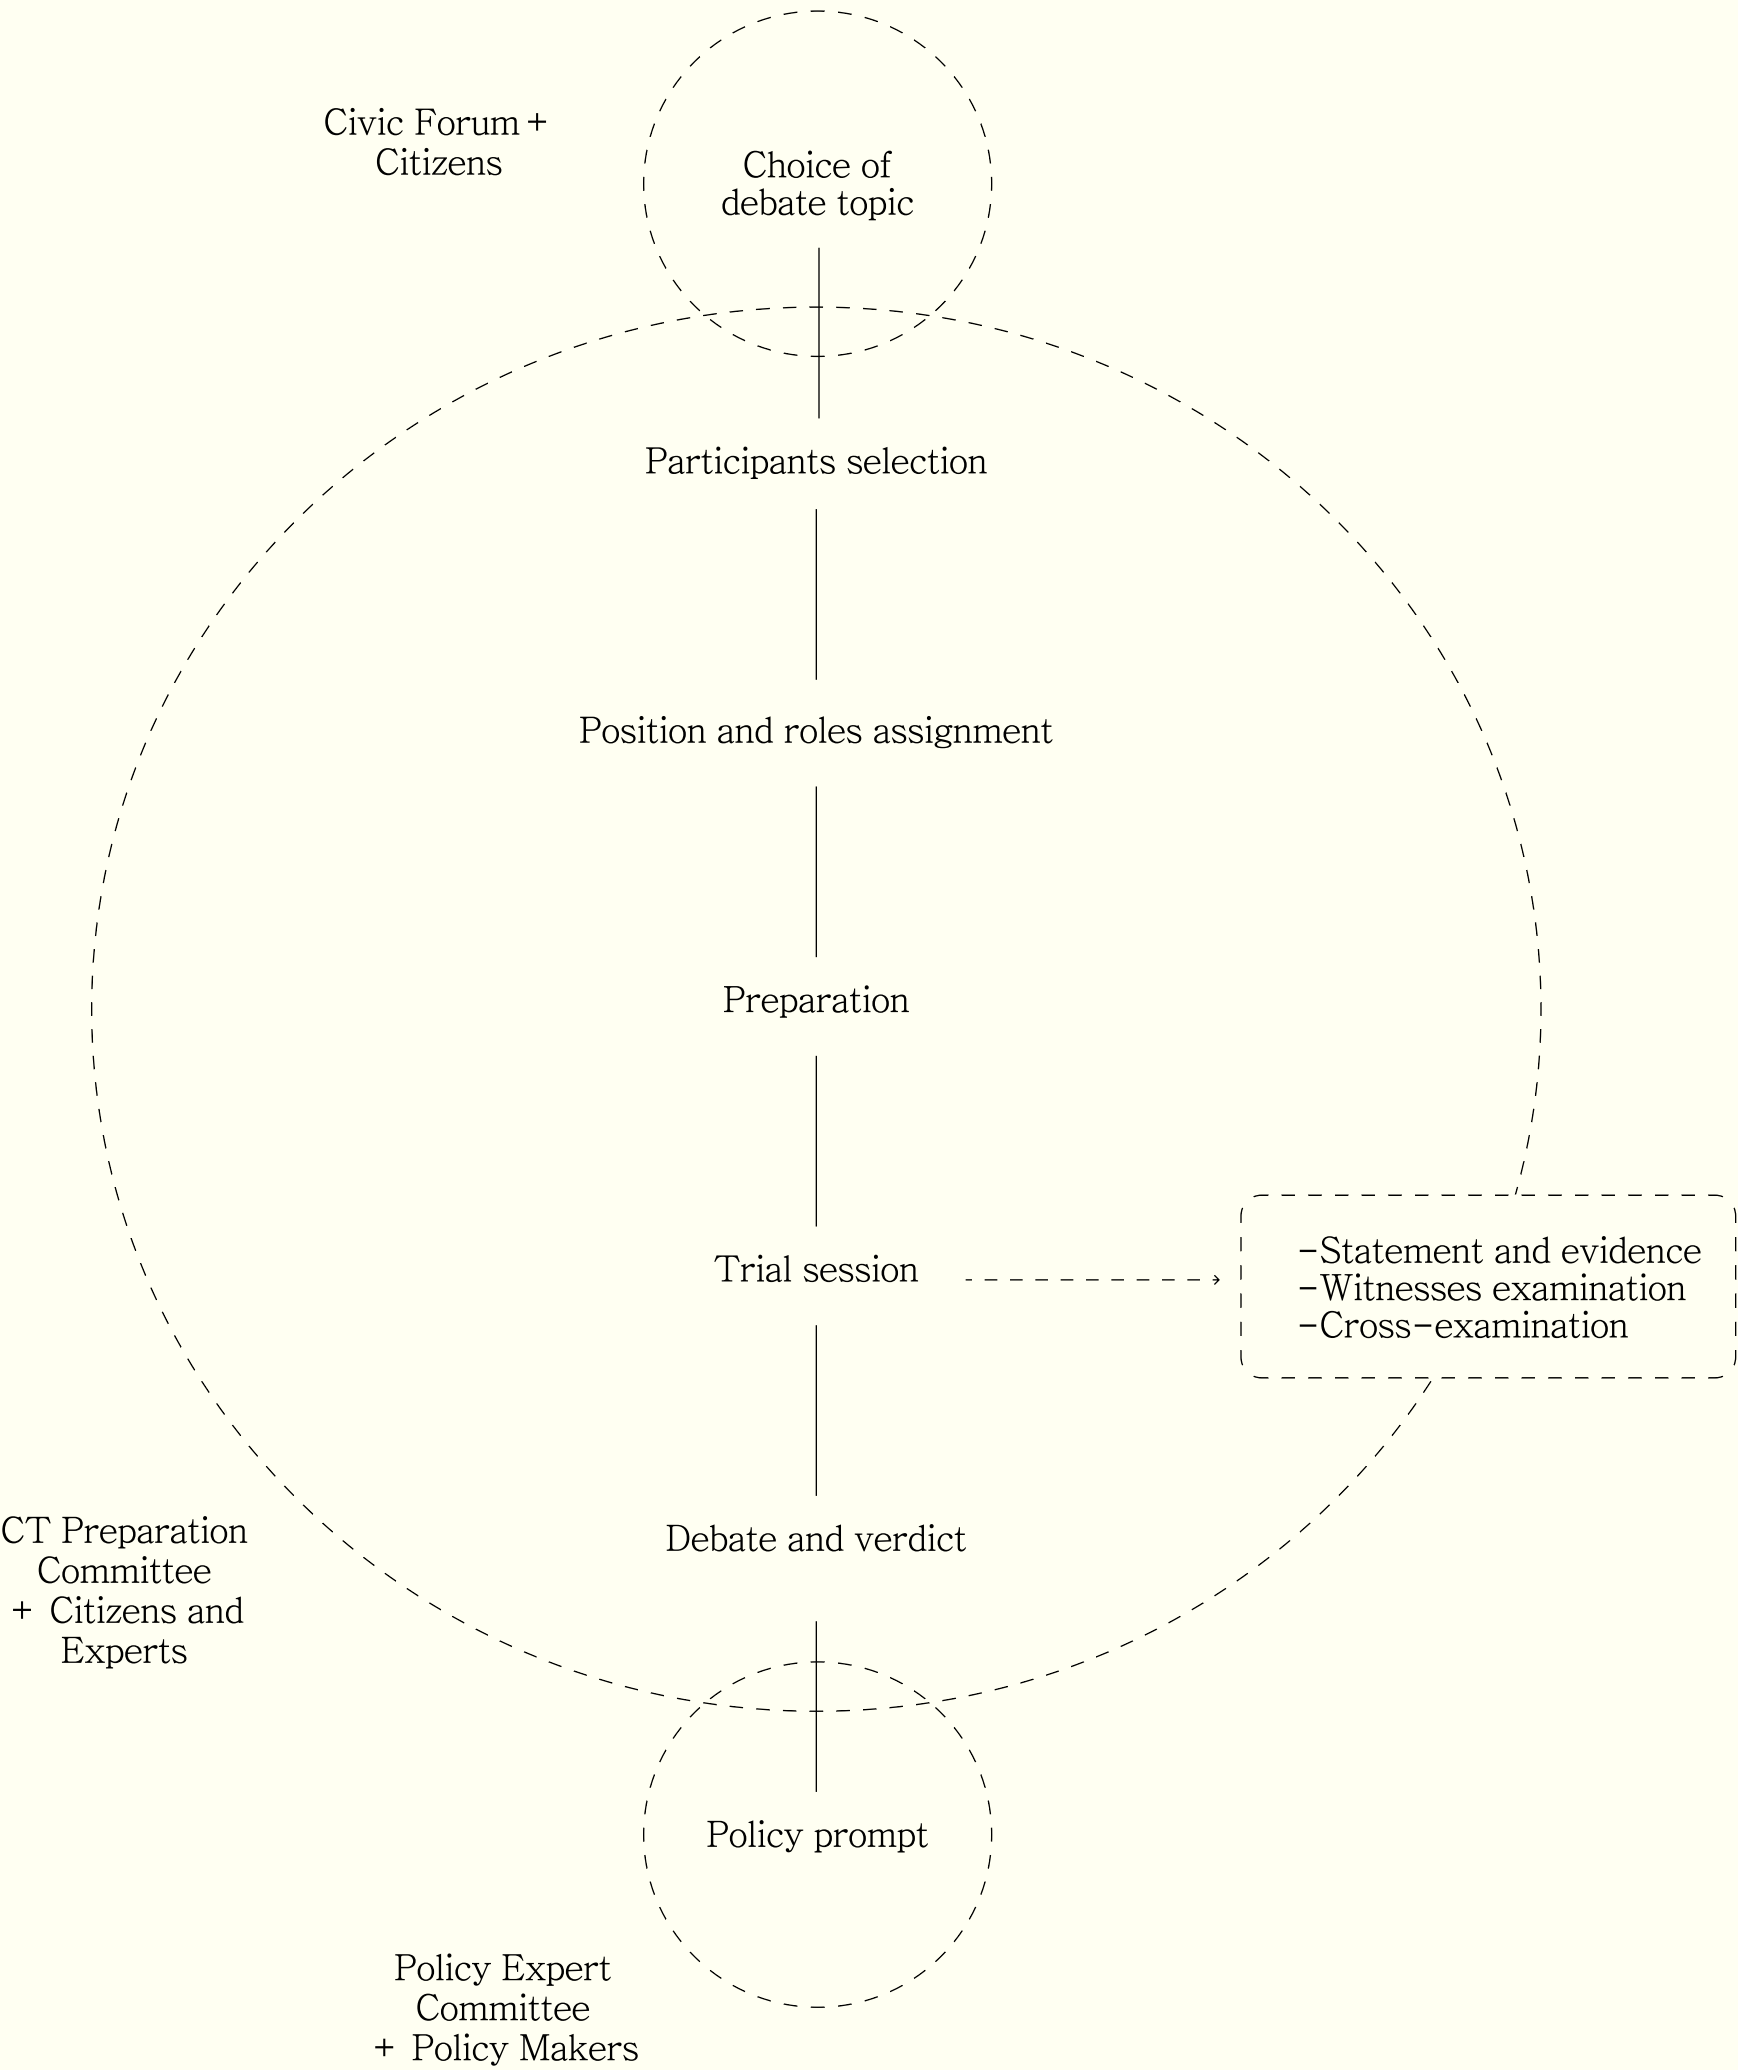 Civic Forum +
Citizens
Choice of
debate topic
Participants selection
Position and roles assignment
Preparation
Trial session
-Statement and evidence
-Witnesses examination
-Cross-examination
Debate and verdict
CT Preparation
Committee
+ Citizens and
Experts
Policy prompt
Policy Expert
Committee
+ Policy Makers